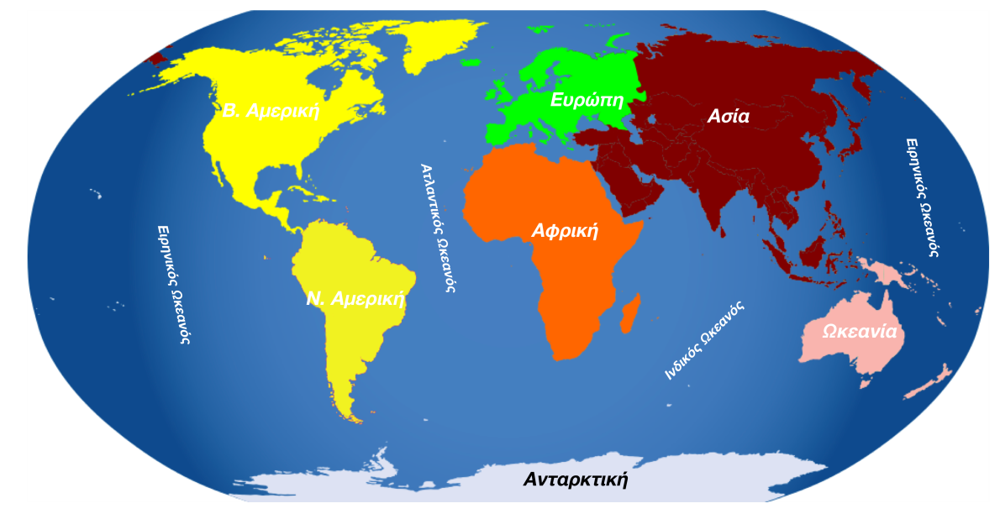 Β. Αμερική
Ευρώπη
Ασία
Ειρηνικός Ωκεανός
Ατλαντικός Ωκεανός
Αφρική
Ειρηνικός Ωκεανός
Ν. Αμερική
Ινδικός Ωκεανός
Ωκεανία
Ανταρκτική